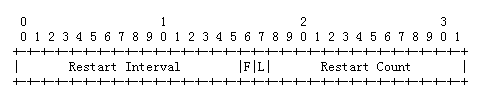 0                   1                   2                   3
0 1 2 3 4 5 6 7 8 9 0 1 2 3 4 5 6 7 8 9 0 1 2 3 4 5 6 7 8 9 0 1
+-+-+-+-+-+-+-+-+-+-+-+-+-+-+-+-+-+-+-+-+-+-+-+-+-+-+-+-+-+-+-+-+
|       Restart Interval        |F|L|       Restart Count       |
+-+-+-+-+-+-+-+-+-+-+-+-+-+-+-+-+-+-+-+-+-+-+-+-+-+-+-+-+-+-+-+-+